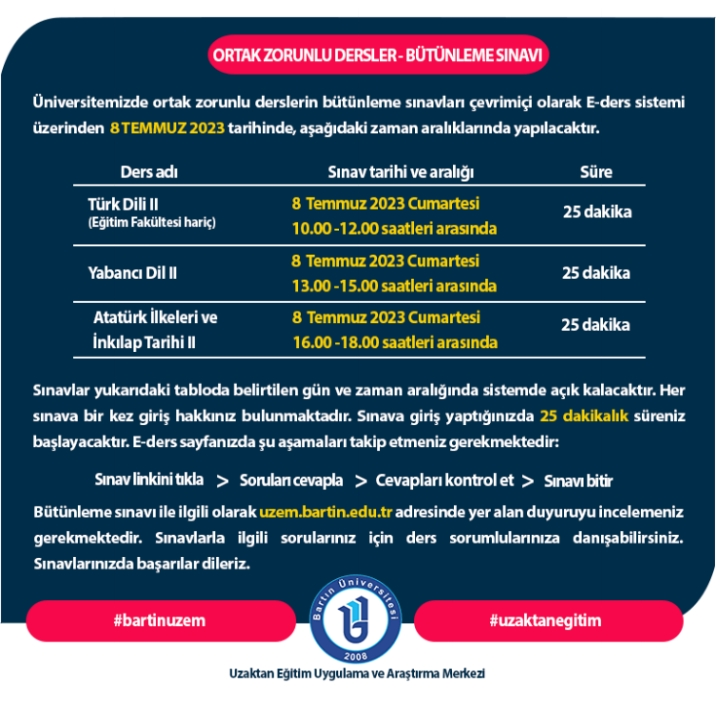 ORTAK ZORUNLU DERSLER - BÜTÜNLEME SINAVI
Üniversitemizde ortak zorunlu derslerin bütünleme sınavları çevrimiçi olarak E-ders sistemi
üzerinden 8 TEMMUZ 2023 tarihinde, aşağıdaki zaman aralıklarında yapılacaktır.
Ders adı Sınav tarihi ve aralığı Süre
Türk Dili II
(Eğitim Fakültesi hariç)
8 Temmuz 2023 Cumartesi
10.00 -12.00 saatleri arasında
25 dakika
Yabancı Dil II
8 Temmuz 2023 Cumartesi
13.00 -15.00 saatleri arasında
25 dakika
Atatürk İlkeleri ve
İnkılap Tarihi II
8 Temmuz 2023 Cumartesi
16.00 -18.00 saatleri arasında
25 dakika
Sınavlar yukarıdaki tabloda belirtilen gün ve zaman aralığında sistemde açık kalacaktır. Her
sınava bir kez giriş hakkınız bulunmaktadır. Sınava giriş yaptığınızda 25 dakikalık süreniz
başlayacaktır. E-ders sayfanızda şu aşamaları takip etmeniz gerekmektedir:
Sınav linkini tıkla > Soruları cevapla > Cevapları kontrol et > Sınavı bitir
Bütünleme sınavı ile ilgili olarak uzem.bartin.edu.tr adresinde yer alan duyuruyu incelemeniz
gerekmektedir. Sınavlarla ilgili sorularınız için ders sorumlularınıza danışabilirsiniz.
Sınavlarınızda başarılar dileriz.
#bartinuzem
Bartın Üniversitesi
2008
#uzaktanegitim
Uzaktan Eğitim Uygulama ve Araştırma Merkezi